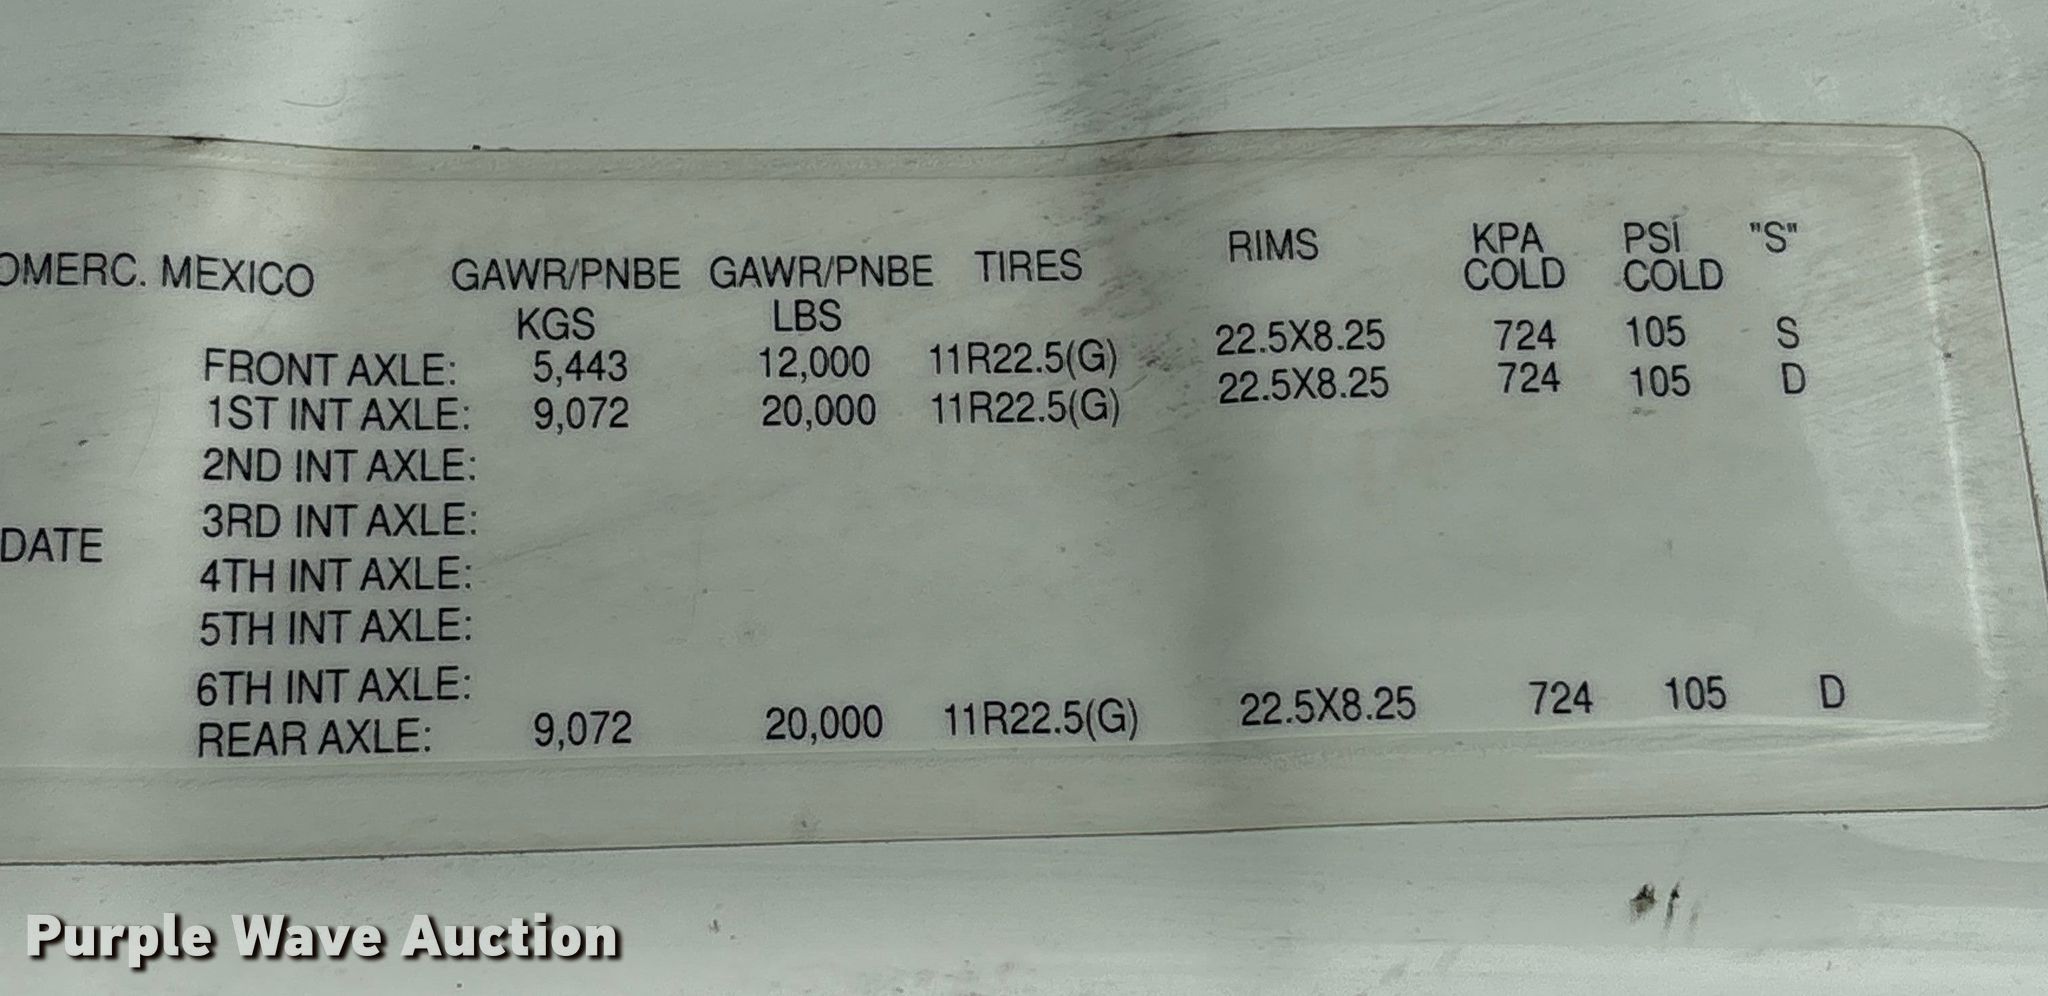 OMERC. MEXICO GAWR/PNBE GAWR/PNBE TIRES RIMS KPA PSI "S"
KGS LBS COLD COLD
FRONT AXLE: 5,443 12,000 11R22.5(G) 22.5X8.25 724 105 S
1ST INT AXLE: 9,072 20,000 11R22.5(G) 22.5X8.25 724 105 D
2ND INT AXLE:
3RD INT AXLE:
DATE
4TH INT AXLE:
5TH INT AXLE:
6TH INT AXLE:
REAR AXLE: 9,072 20,000 11R22.5(G) 22.5X8.25 724 105 D
Purple Wave Auction